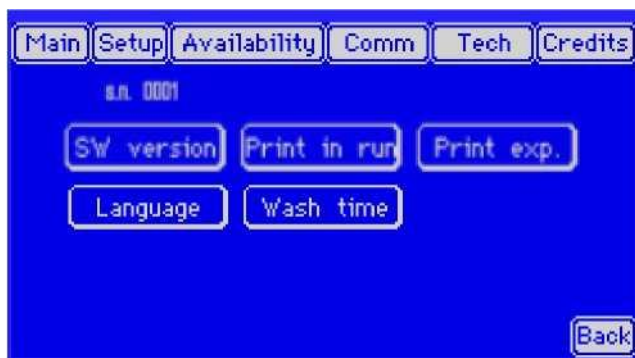 Main Setup Availability Comm Tech Credits
s.n. 0001
SW version Print in run Print exp.
Language Wash time
Back